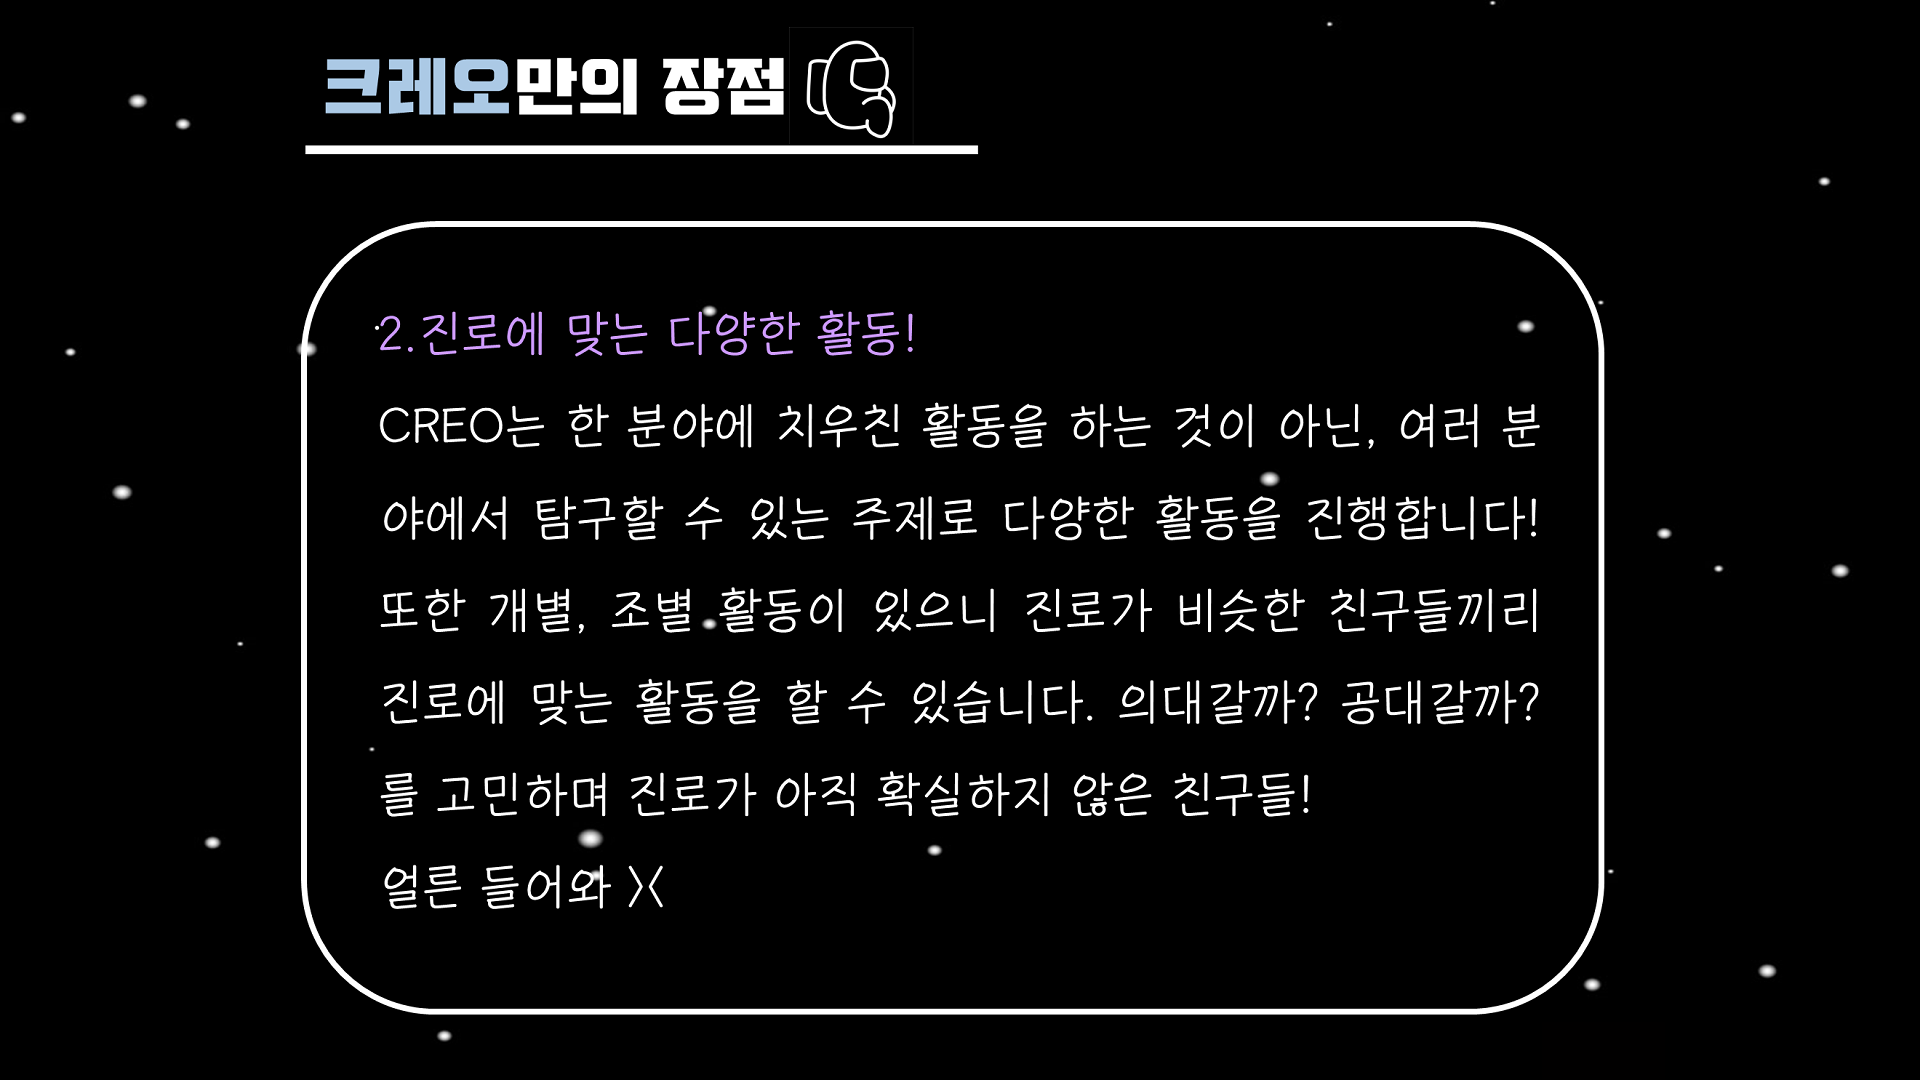 크레오만의 장점
2.진로에 맞는 다양한 활동!
CREO는 한 분야에 치우친 활동을 하는 것이 아닌, 여러 분
야에서 탐구할 수 있는 주제로 다양한 활동을 진행합니다!
또한 개별, 조별 활동이 있으니 진로가 비슷한 친구들끼리
진로에 맞는 활동을 할 수 있습니다. 의대갈까? 공대갈까?
를 고민하며 진로가 아직 확실하지 않은 친구들!
얼른 들어와 ><